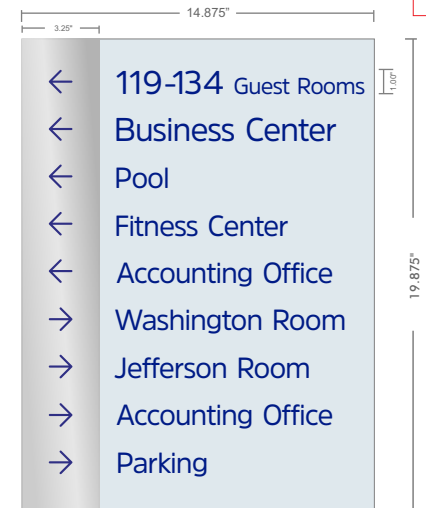 14.875"
3.25"
← 119-134 Guest Rooms
1.00"
← Business Center
← Pool
← Fitness Center
← Accounting Office
19.875"
→ Washington Room
→ Jefferson Room
→ Accounting Office
→ Parking